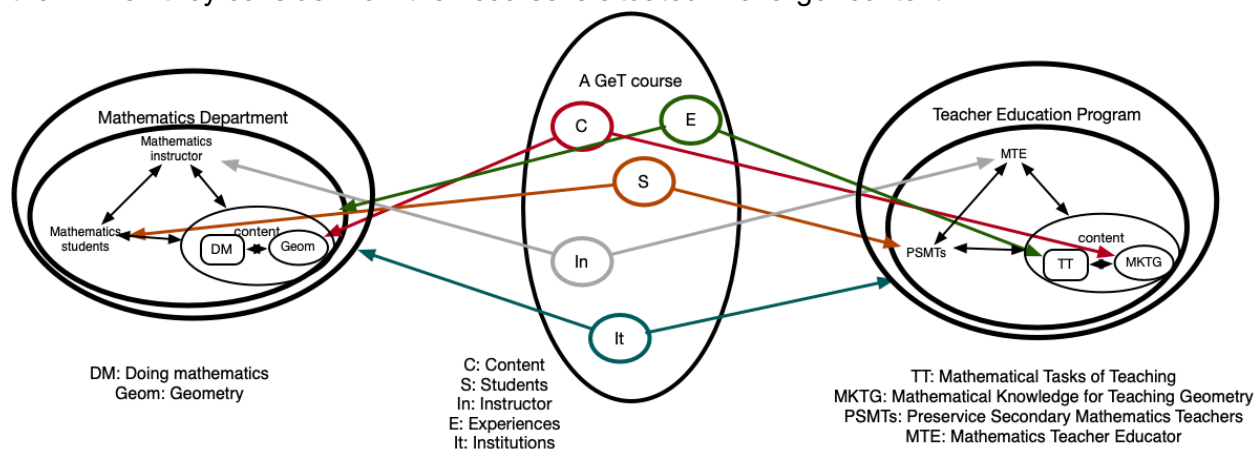 A GeT course
Mathematics Department
Mathematics
instructor
Mathematics
students
content
DM
Geom
C
E
S
In
It
Teacher Education Program
MTE
PSMTs
content
TT
MKTG
DM: Doing mathematics
Geom: Geometry
C: Content
S: Students
In: Instructor
E: Experiences
It: Institutions
TT: Mathematical Tasks of Teaching
MKTG: Mathematical Knowledge for Teaching Geometry
PSMTs: Preservice Secondary Mathematics Teachers
MTE: Mathematics Teacher Educator